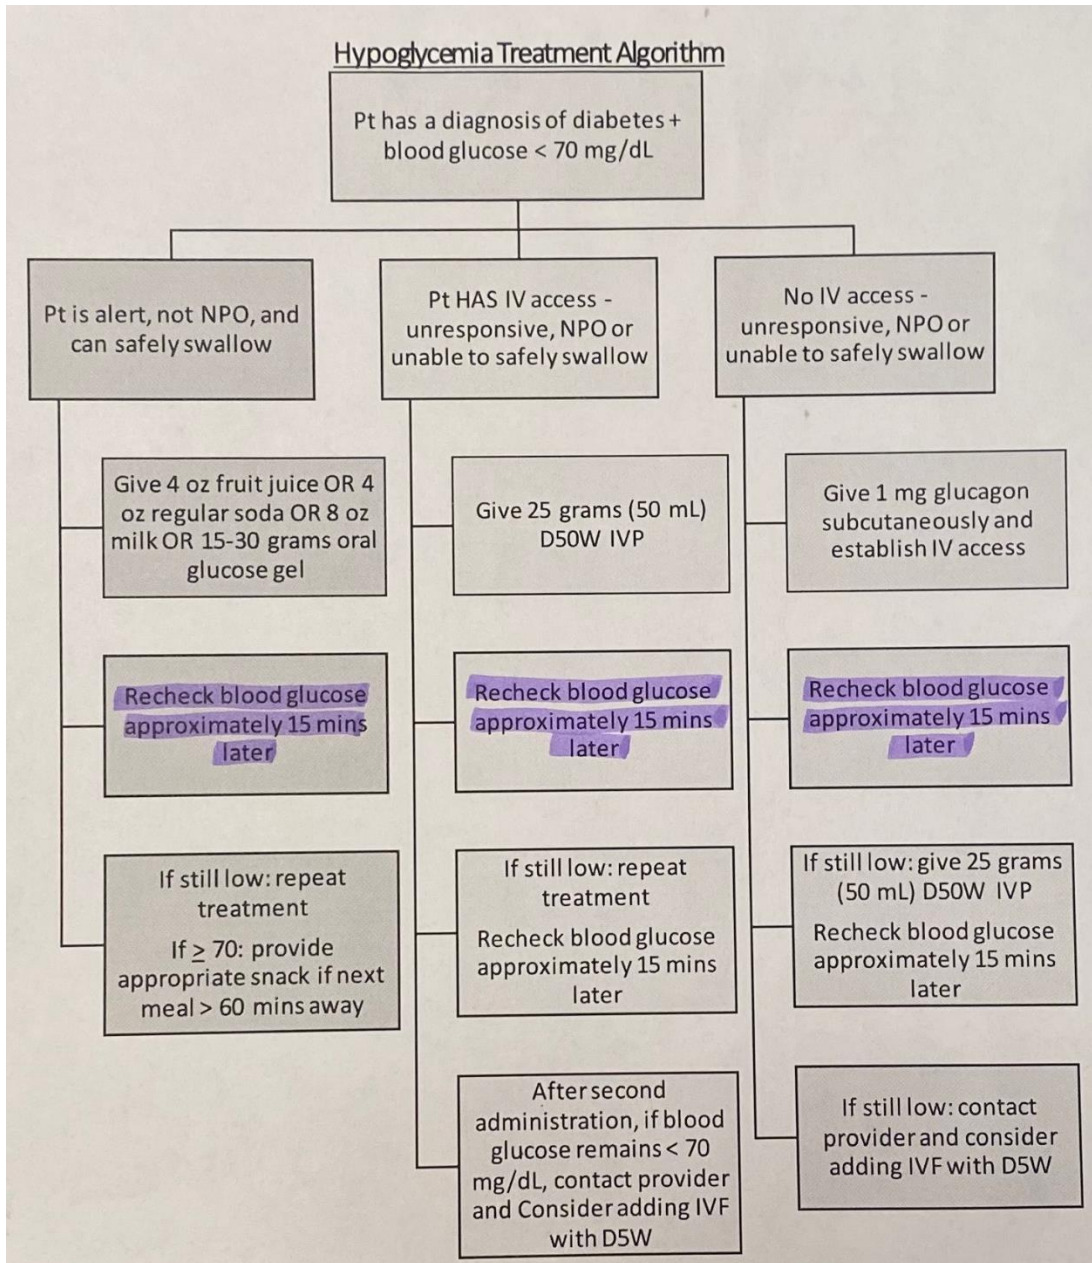 Hypoglycemia Treatment Algorithm
Pt has a diagnosis of diabetes +
blood glucose < 70 mg/dL
Pt is alert, not NPO, and
can safely swallow
Give 4 oz fruit juice OR 4
oz regular soda OR 8 oz
milk OR 15-30 grams oral
glucose gel
Recheck blood glucose
approximately 15 mins
later
If still low: repeat
treatment
If ≥ 70: provide
appropriate snack if next
meal > 60 mins away
Pt HAS IV access -
unresponsive, NPO or
unable to safely swallow
Give 25 grams (50 mL)
D50W IVP
Recheck blood glucose
approximately 15 mins
later
If still low: repeat
treatment
Recheck blood glucose
approximately 15 mins
later
After second
administration, if blood
glucose remains < 70
mg/dL, contact provider
and Consider adding IVF
with D5W
No IV access -
unresponsive, NPO or
unable to safely swallow
Give 1 mg glucagon
subcutaneously and
establish IV access
Recheck blood glucose
approximately 15 mins
later
If still low: give 25 grams
(50 mL) D50W IVP
Recheck blood glucose
approximately 15 mins
later
If still low: contact
provider and consider
adding IVF with D5W